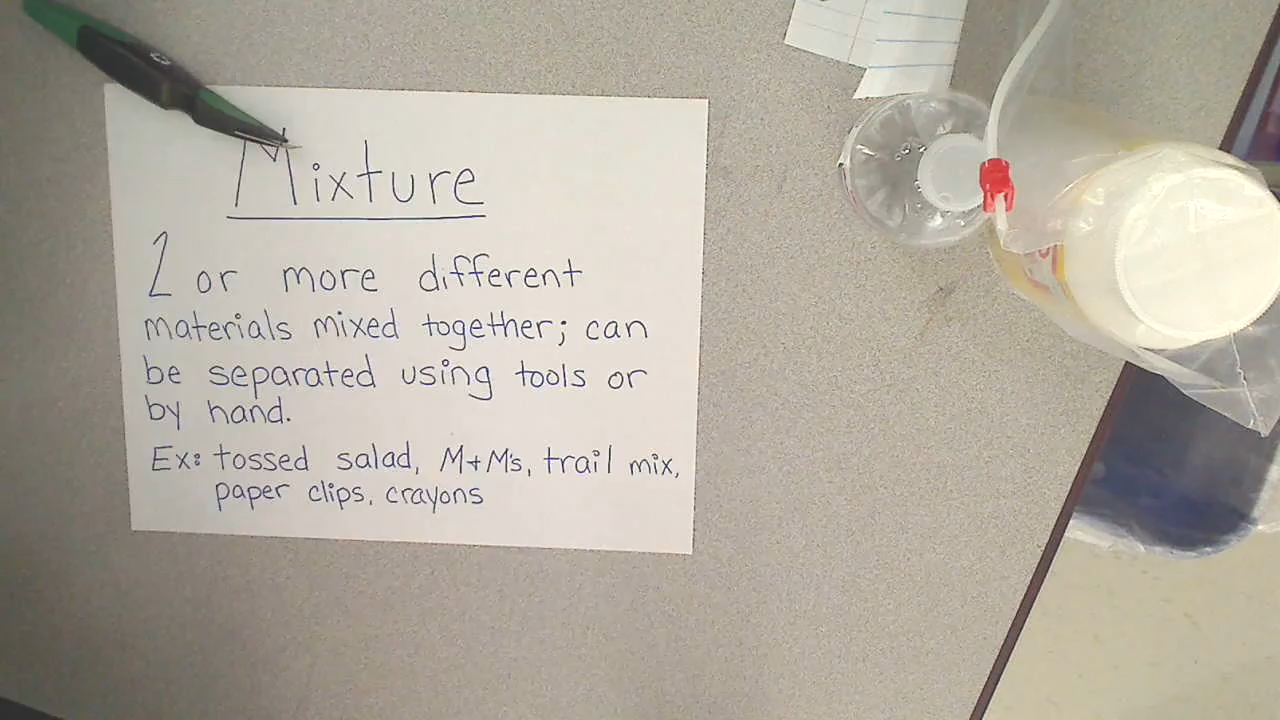 Mixture
2 or more different
materials mixed together; can
be separated using tools or
by hand.
Ex: tossed salad, M+M's, trail mix,
paper clips, crayons